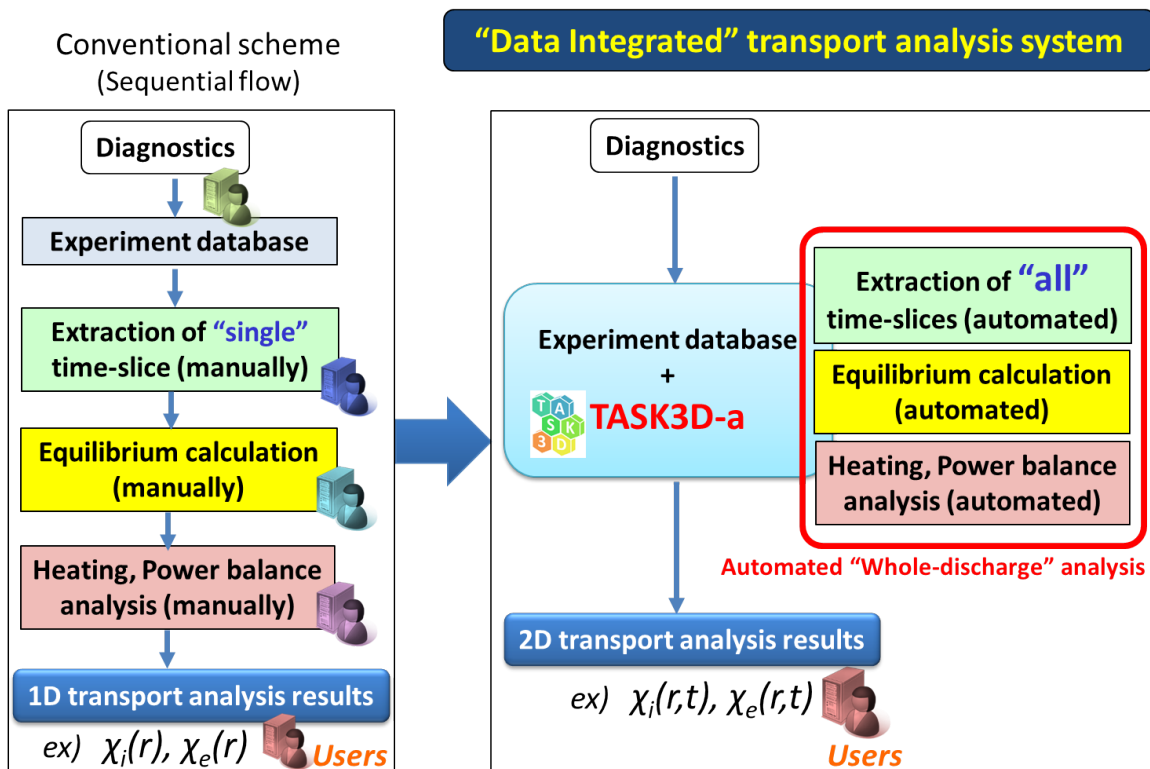 Conventional scheme
(Sequential flow)
Diagnostics
Experiment database
Extraction of “single”
time-slice (manually)
Equilibrium calculation
(manually)
Heating, Power balance
analysis (manually)
1D transport analysis results
ex) χi(r), χe(r)
Users
“Data Integrated” transport analysis system
Diagnostics
Experiment database
+
TASK3D
TASK3D-a
Extraction of “all”
time-slices (automated)
Equilibrium calculation
(automated)
Heating, Power balance
analysis (automated)
Automated “Whole-discharge” analysis
2D transport analysis results
ex) χi(r,t), χe(r,t)
Users